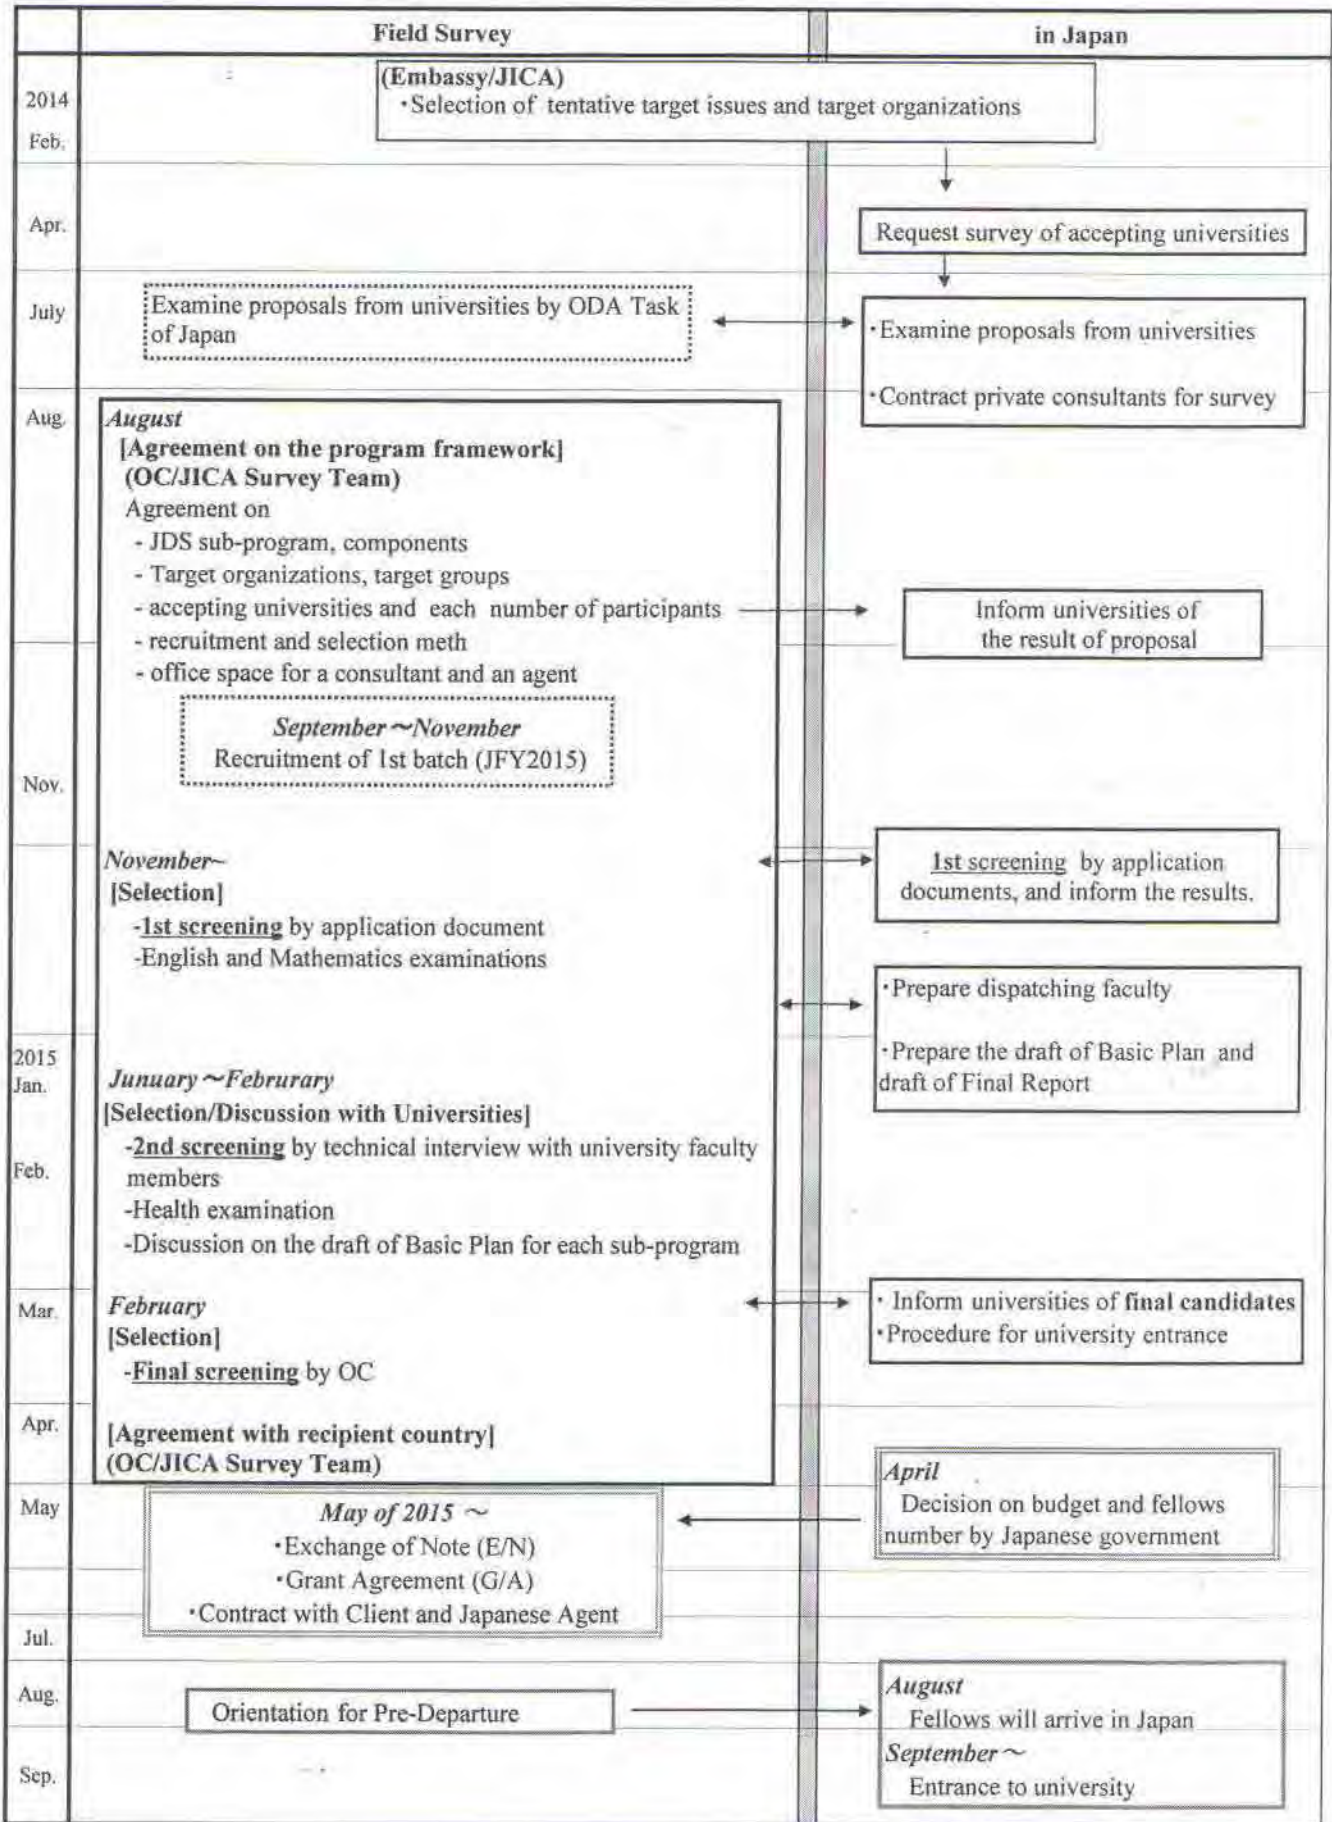 Field Survey
in Japan
2014
Feb.
(Embassy/JICA)
・Selection of tentative target issues and target organizations
Apr.
Request survey of accepting universities
July
Examine proposals from universities by ODA Task
of Japan
・Examine proposals from universities
・Contract private consultants for survey
Aug.
August
[Agreement on the program framework]
(OC/JICA Survey Team)
Agreement on
- JDS sub-program, components
- Target organizations, target groups
- accepting universities and each number of participants
- recruitment and selection meth
- office space for a consultant and an agent
Inform universities of
the result of proposal
September～November
Recruitment of 1st batch (JFY2015)
Nov.
November~
[Selection]
-1st screening by application document
-English and Mathematics examinations
1st screening by application
documents, and inform the results.
・Prepare dispatching faculty
・Prepare the draft of Basic Plan and
draft of Final Report
2015
Jan.
Junuary～Februrary
[Selection/Discussion with Universities]
-2nd screening by technical interview with university faculty
members
-Health examination
-Discussion on the draft of Basic Plan for each sub-program
Feb.
Mar.
February
[Selection]
-Final screening by OC
・Inform universities of final candidates
・Procedure for university entrance
Apr.
[Agreement with recipient country]
(OC/JICA Survey Team)
April
Decision on budget and fellows
number by Japanese government
May
May of 2015～
・Exchange of Note (E/N)
・Grant Agreement (G/A)
・Contract with Client and Japanese Agent
Jul.
Aug.
Orientation for Pre-Departure
August
Fellows will arrive in Japan
September～
Entrance to university
Sep.